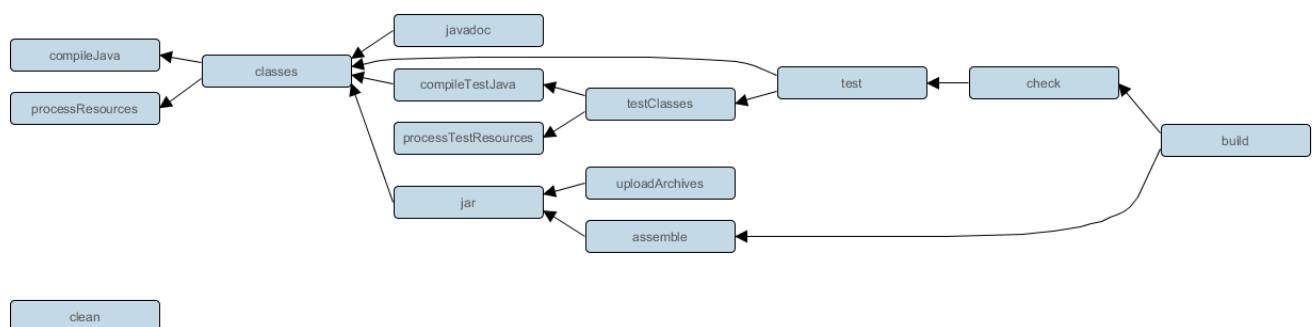 javadoc
compileJava
classes
compileTestJava
test
check
processResources
testClasses
processTestResources
build
uploadArchives
jar
assemble
clean